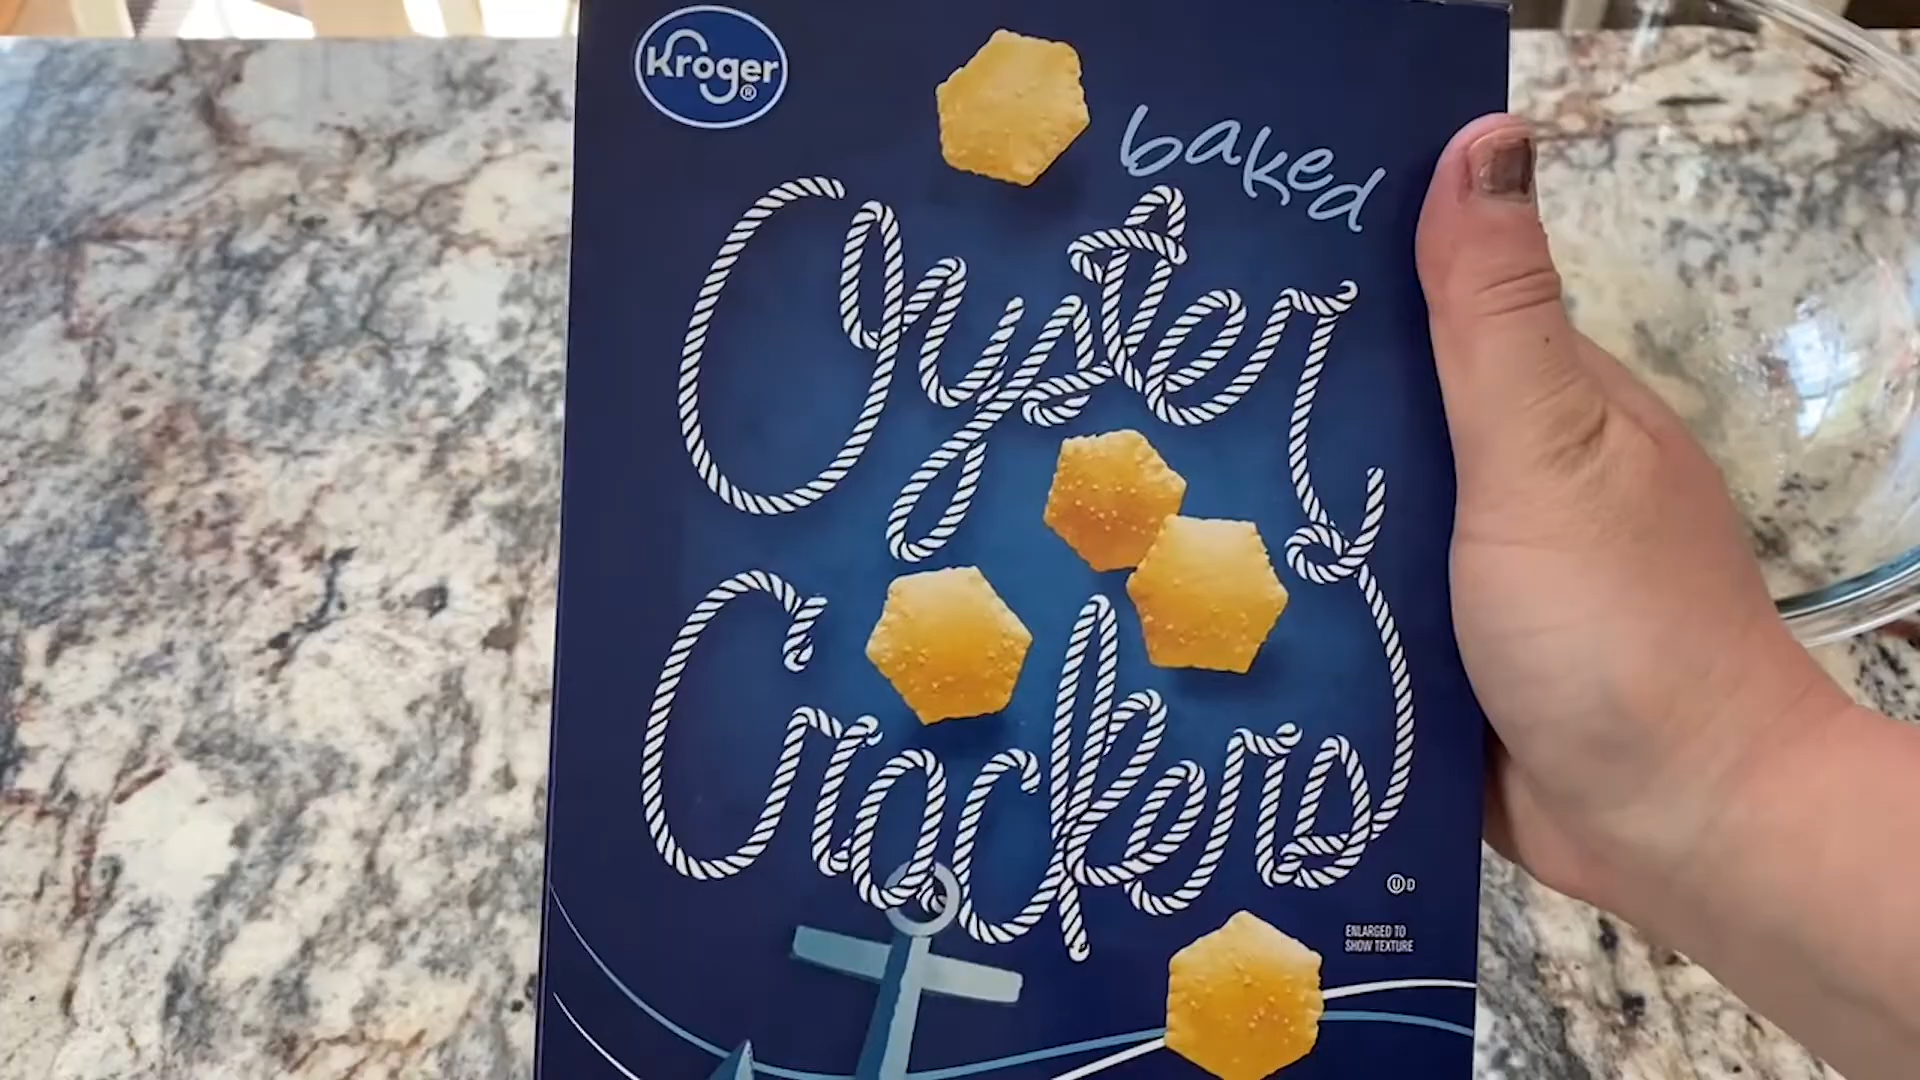 Kroger®
baked
Oyster
Crackers
Ⓤ D
ENLARGED TO
SHOW TEXTURE